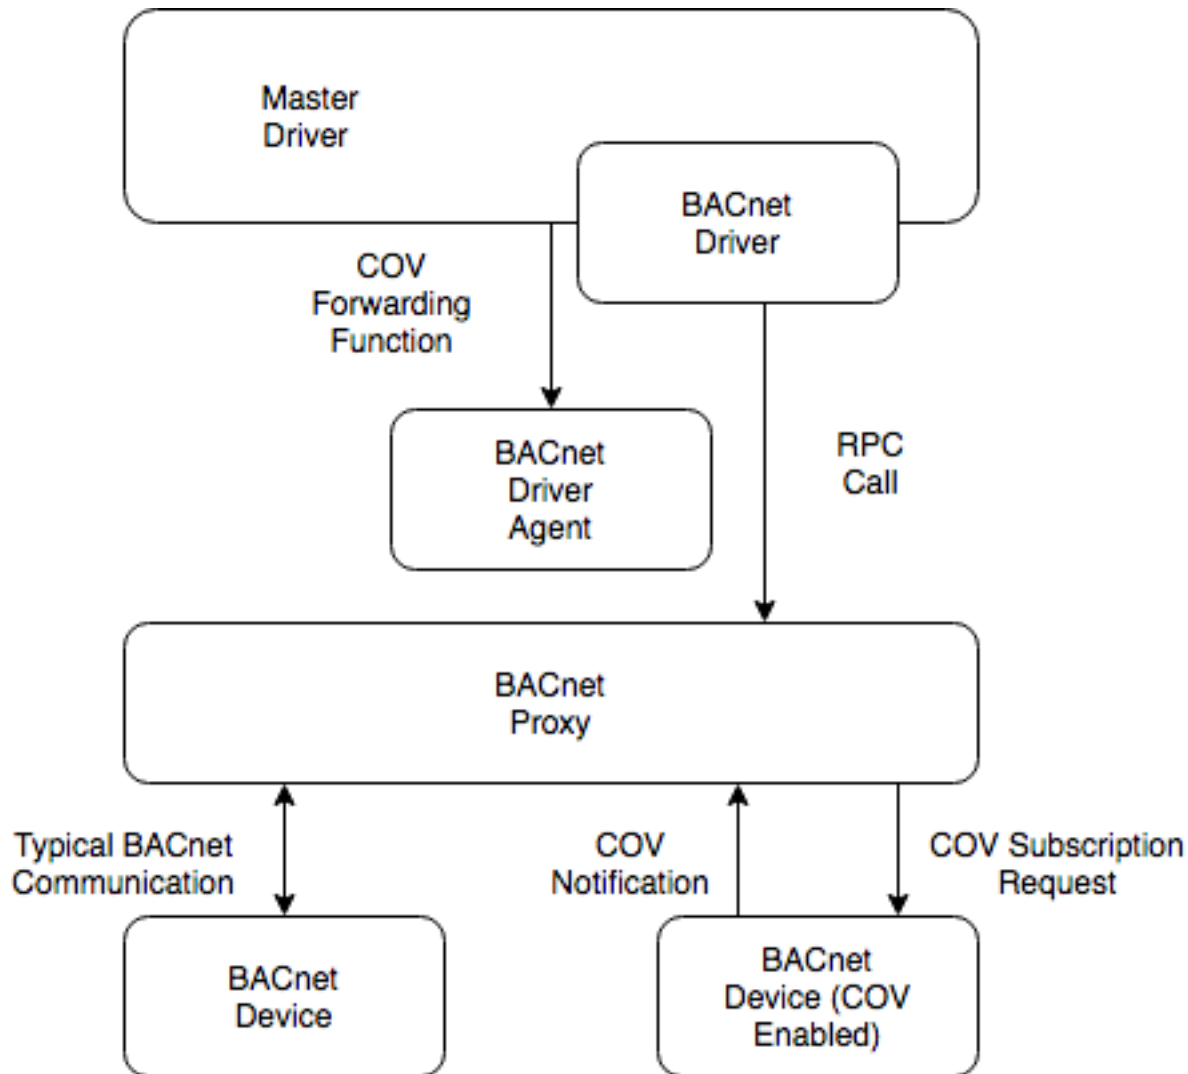 Master
Driver
BACnet
Driver
COV
Forwarding
Function
BACnet
Driver
Agent
RPC
Call
BACnet
Proxy
Typical BACnet
Communication
COV
Notification
COV Subscription
Request
BACnet
Device
BACnet
Device (COV
Enabled)